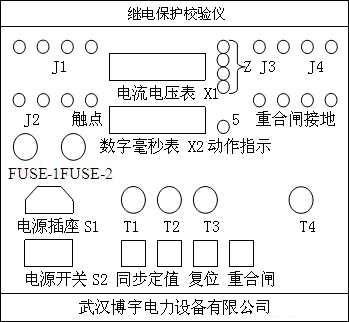 继电保护校验仪
J1 Z J3 J4
电流电压表 X1
J2 触点 5 重合闸接地
数字毫秒表 X2 动作指示
FUSE-1FUSE-2
电源插座 S1 T1 T2 T3 T4
电源开关 S2 同步定值 复位 重合闸
武汉博宇电力设备有限公司